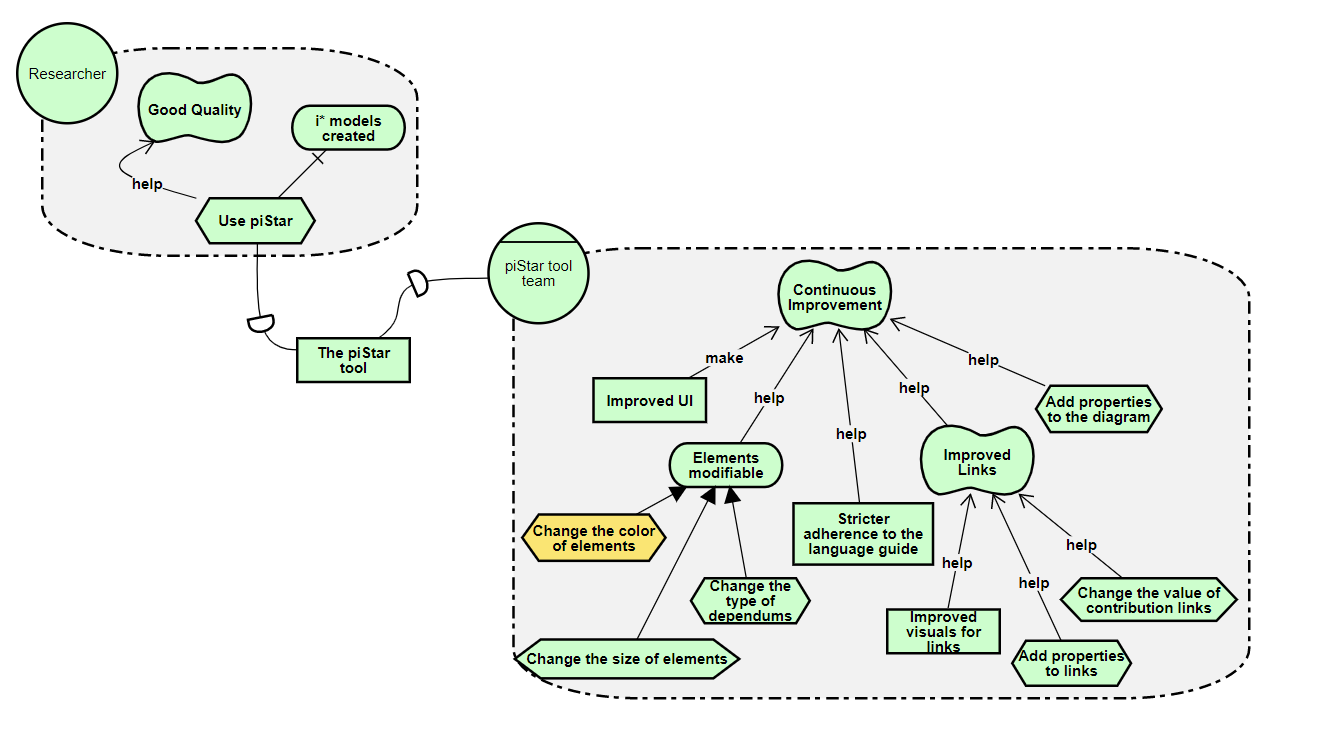 Researcher
Good Quality
i* models
created
help
Use piStar
The piStar
tool
piStar tool
team
Continuous
Improvement
make
help
help
help
help
Improved UI
Add properties
to the diagram
Elements
modifiable
Improved
Links
Change the color
of elements
Stricter
adherence to the
language guide
help
help
help
Change the
type of
dependums
Change the value of
contribution links
Improved
visuals for
links
Change the size of elements
Add properties
to links